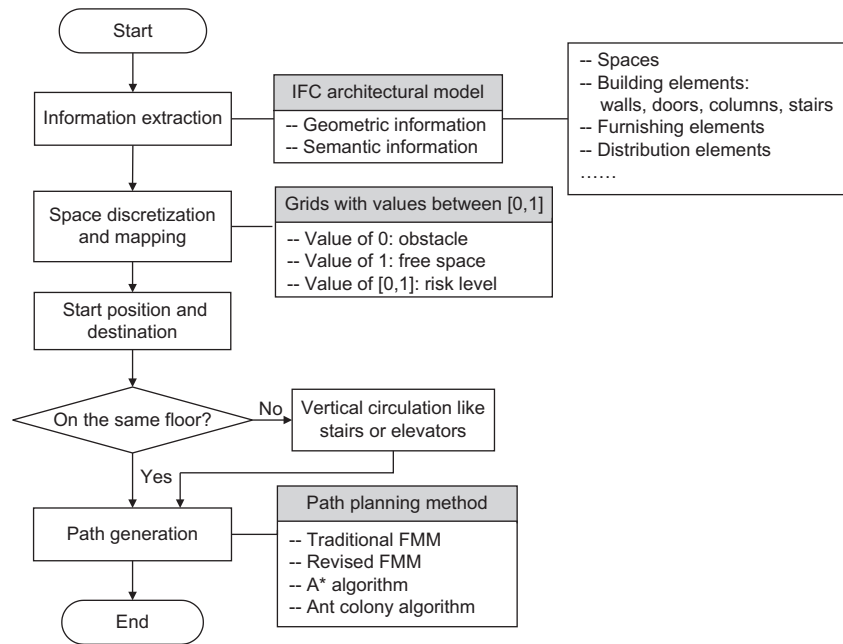 Start
Information extraction
IFC architectural model
-- Geometric information
-- Semantic information
-- Spaces
-- Building elements:
walls, doors, columns, stairs
-- Furnishing elements
-- Distribution elements
……
Space discretization
and mapping
Grids with values between [0,1]
-- Value of 0: obstacle
-- Value of 1: free space
-- Value of [0,1]: risk level
Start position and
destination
On the same floor?
No
Vertical circulation like
stairs or elevators
Yes
Path generation
Path planning method
-- Traditional FMM
-- Revised FMM
-- A* algorithm
-- Ant colony algorithm
End